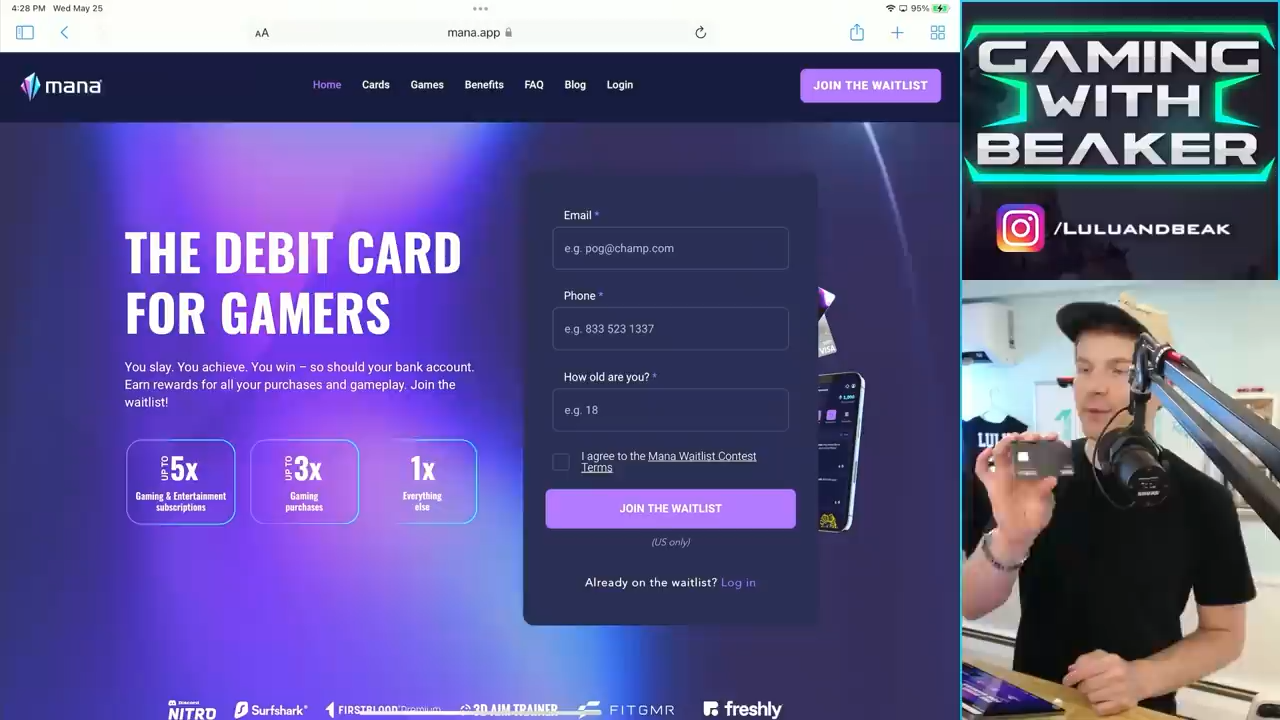 4:28 PM Wed May 25
95%
AA
mana.app
mana
Home Cards Games Benefits FAQ Blog Login
JOIN THE WAITLIST
THE DEBIT CARD
FOR GAMERS
You slay. You achieve. You win – so should your bank account.
Earn rewards for all your purchases and gameplay. Join the
waitlist!
UP TO 5x
Gaming & Entertainment
subscriptions
UP TO 3x
Gaming
purchases
1x
Everything
else
Email *
e.g. pog@champ.com
Phone *
e.g. 833 523 1337
How old are you? *
e.g. 18
I agree to the Mana Waitlist Contest
Terms
JOIN THE WAITLIST
(US only)
Already on the waitlist? Log in
VISA
Discord
NITRO
Surfshark
FIRSTBLOOD Premium
3D AIM TRAINER
FITGMR
freshly
GAMING
WITH
BEAKER
/LULUANDBEAK
LULU
SHURE